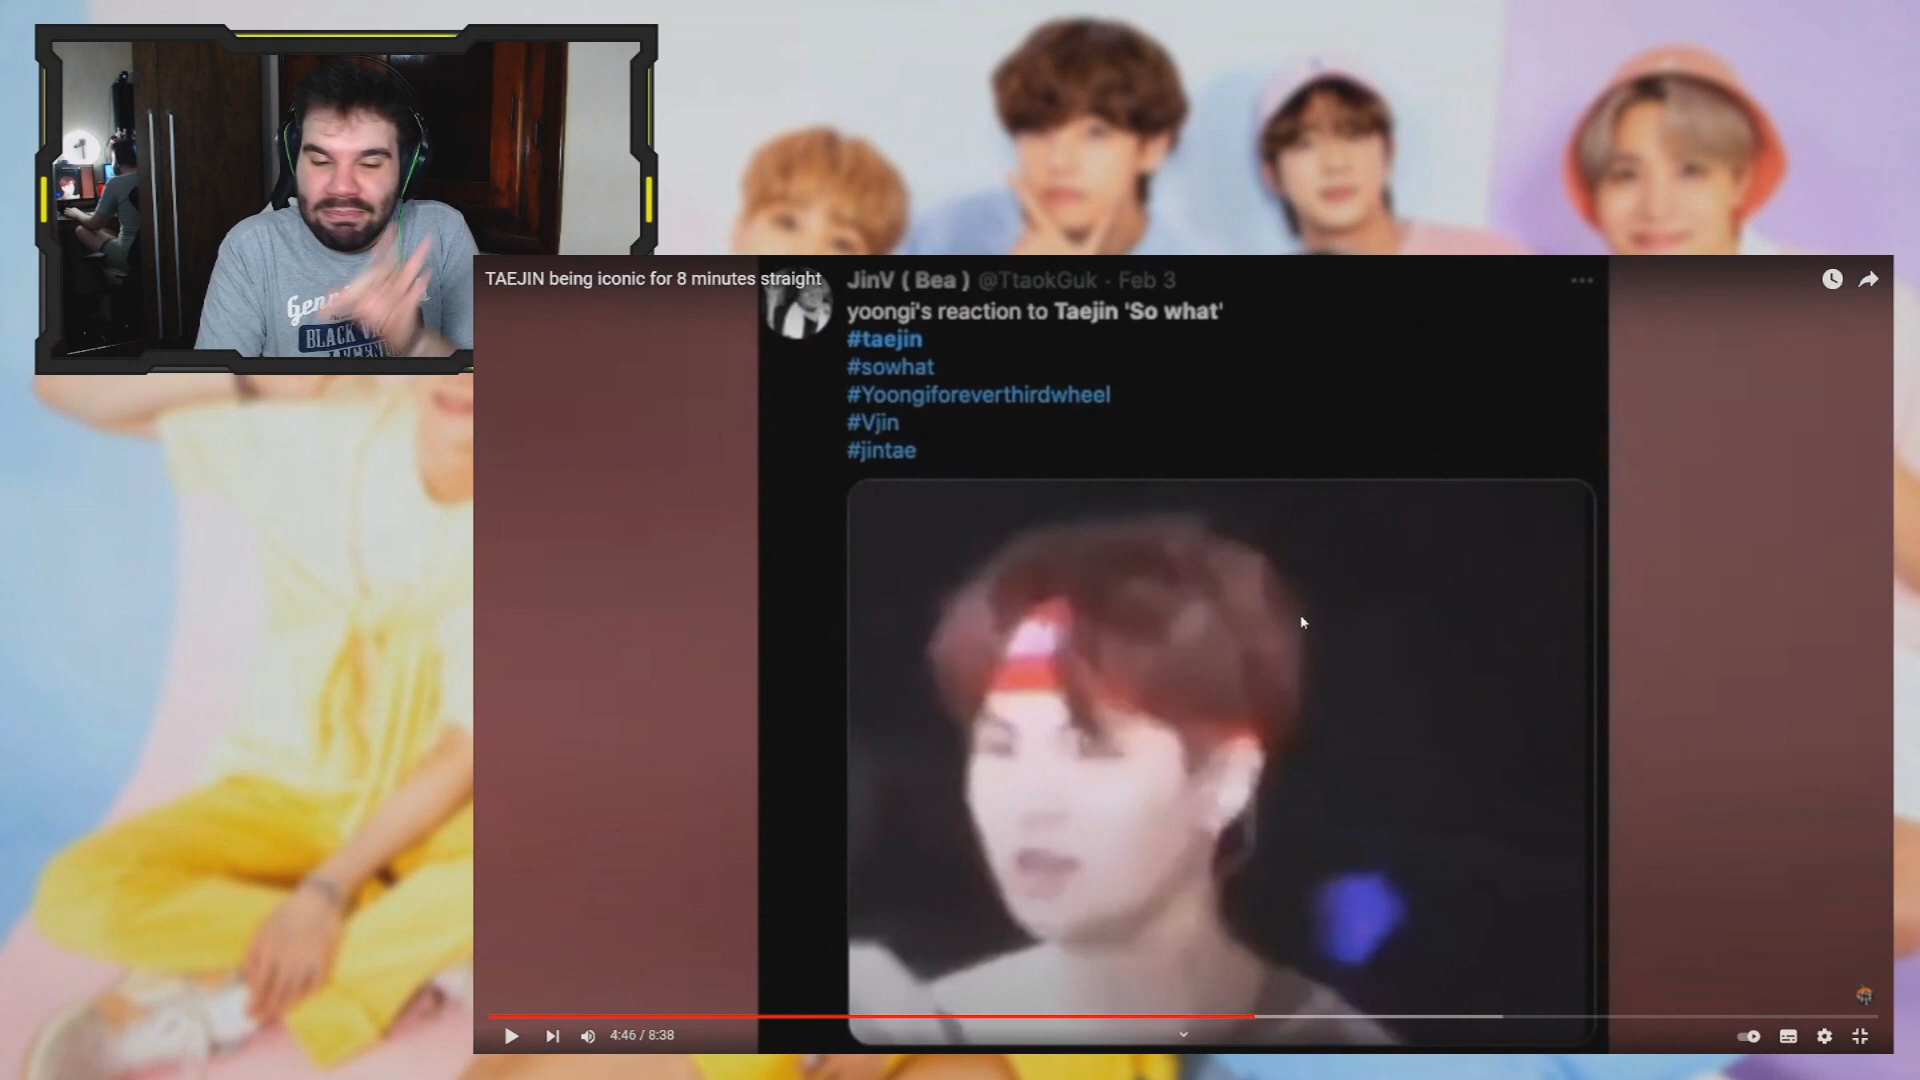 TAEJIN being iconic for 8 minutes straight
JinV ( Bea ) @TtaokGuk · Feb 3
yoongi's reaction to Taejin 'So what'
#taejin
#sowhat
#Yoongiforeverthirdwheel
#Vjin
#jintae
BLACK
4:46 / 8:38